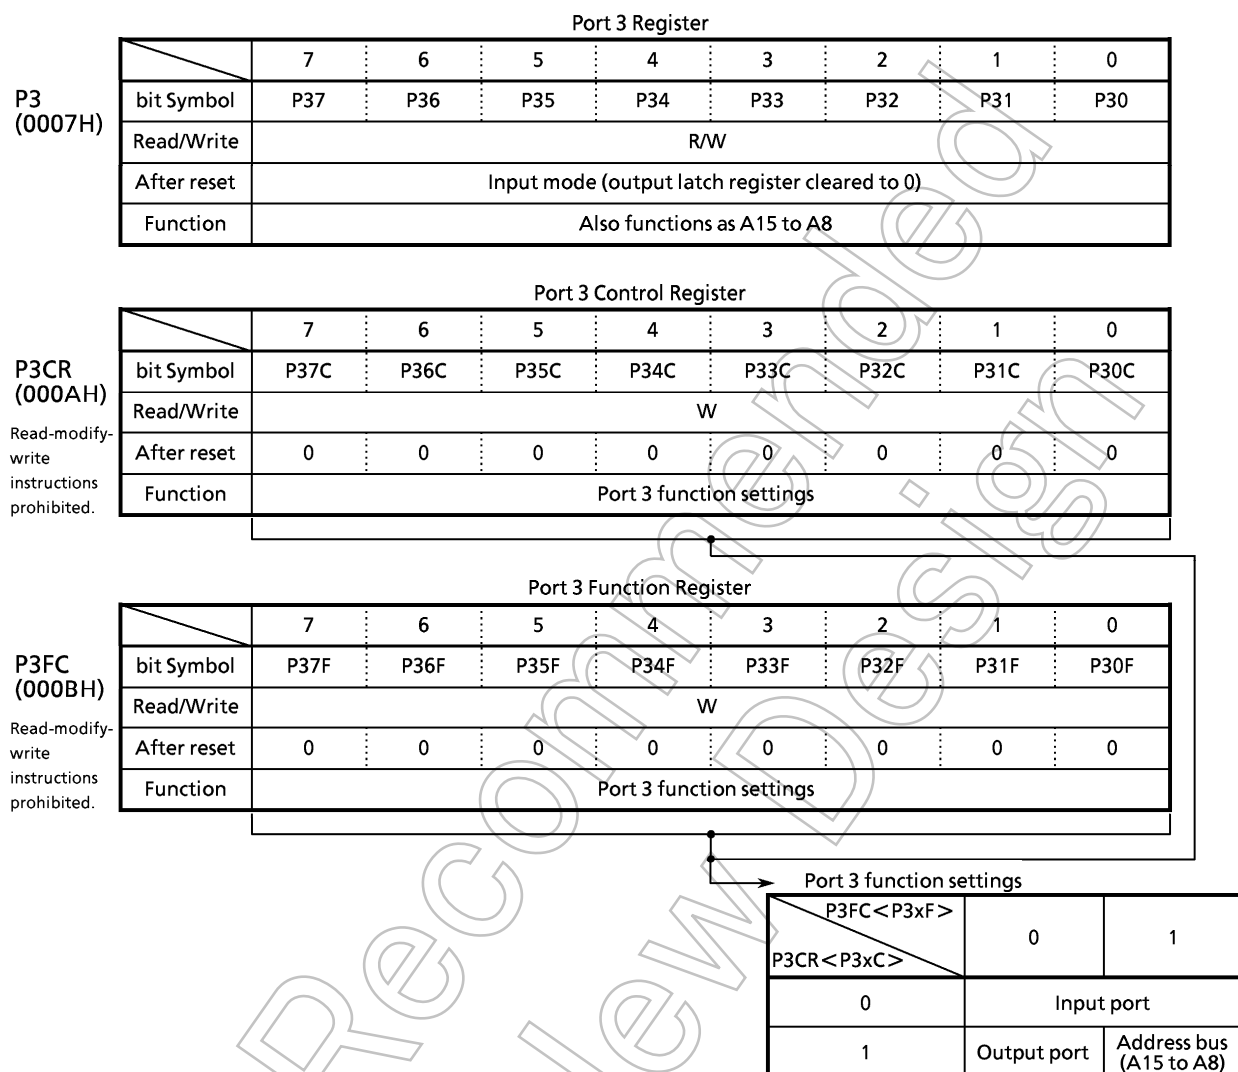 Port 3 Register
7 6 5 4 3 2 1 0
P3
(0007H)
bit Symbol P37 P36 P35 P34 P33 P32 P31 P30
Read/Write R/W
After reset Input mode (output latch register cleared to 0)
Function Also functions as A15 to A8
Port 3 Control Register
7 6 5 4 3 2 1 0
P3CR
(000AH)
Read-modify-
write
instructions
prohibited.
bit Symbol P37C P36C P35C P34C P33C P32C P31C P30C
Read/Write W
After reset 0 0 0 0 0 0 0 0
Function Port 3 function settings
Port 3 Function Register
7 6 5 4 3 2 1 0
P3FC
(000BH)
Read-modify-
write
instructions
prohibited.
bit Symbol P37F P36F P35F P34F P33F P32F P31F P30F
Read/Write W
After reset 0 0 0 0 0 0 0 0
Function Port 3 function settings
Port 3 function settings
P3FC<P3xF> 0 1
P3CR<P3xC>
0 Input port
1 Output port Address bus
(A15 to A8)
Recommended
ew Design